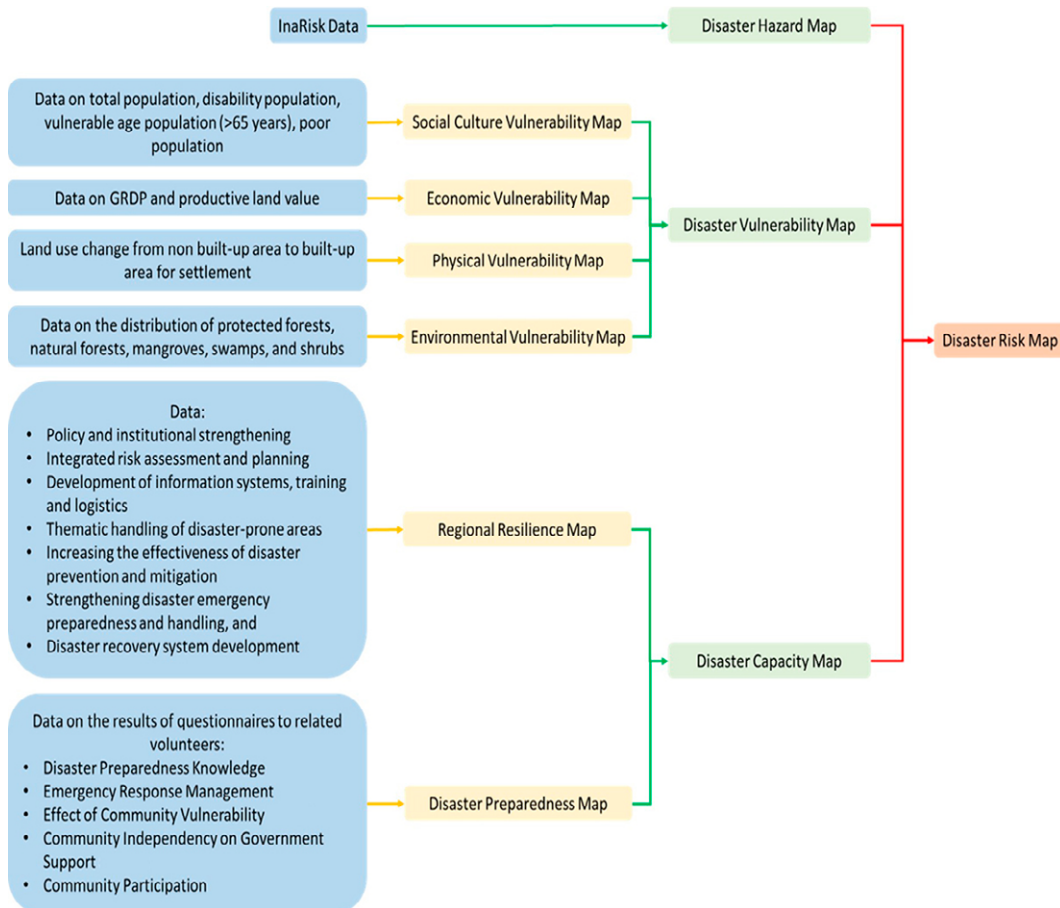 InaRisk Data
Disaster Hazard Map
Data on total population, disability population,
vulnerable age population (>65 years), poor
population
Social Culture Vulnerability Map
Data on GRDP and productive land value
Economic Vulnerability Map
Disaster Vulnerability Map
Land use change from non built-up area to built-up
area for settlement
Physical Vulnerability Map
Data on the distribution of protected forests,
natural forests, mangroves, swamps, and shrubs
Environmental Vulnerability Map
Disaster Risk Map
Data:
• Policy and institutional strengthening
• Integrated risk assessment and planning
• Development of information systems, training
and logistics
• Thematic handling of disaster-prone areas
• Increasing the effectiveness of disaster
prevention and mitigation
• Strengthening disaster emergency
preparedness and handling, and
• Disaster recovery system development
Regional Resilience Map
Disaster Capacity Map
Data on the results of questionnaires to related
volunteers:
• Disaster Preparedness Knowledge
• Emergency Response Management
• Effect of Community Vulnerability
• Community Independency on Government
Support
• Community Participation
Disaster Preparedness Map